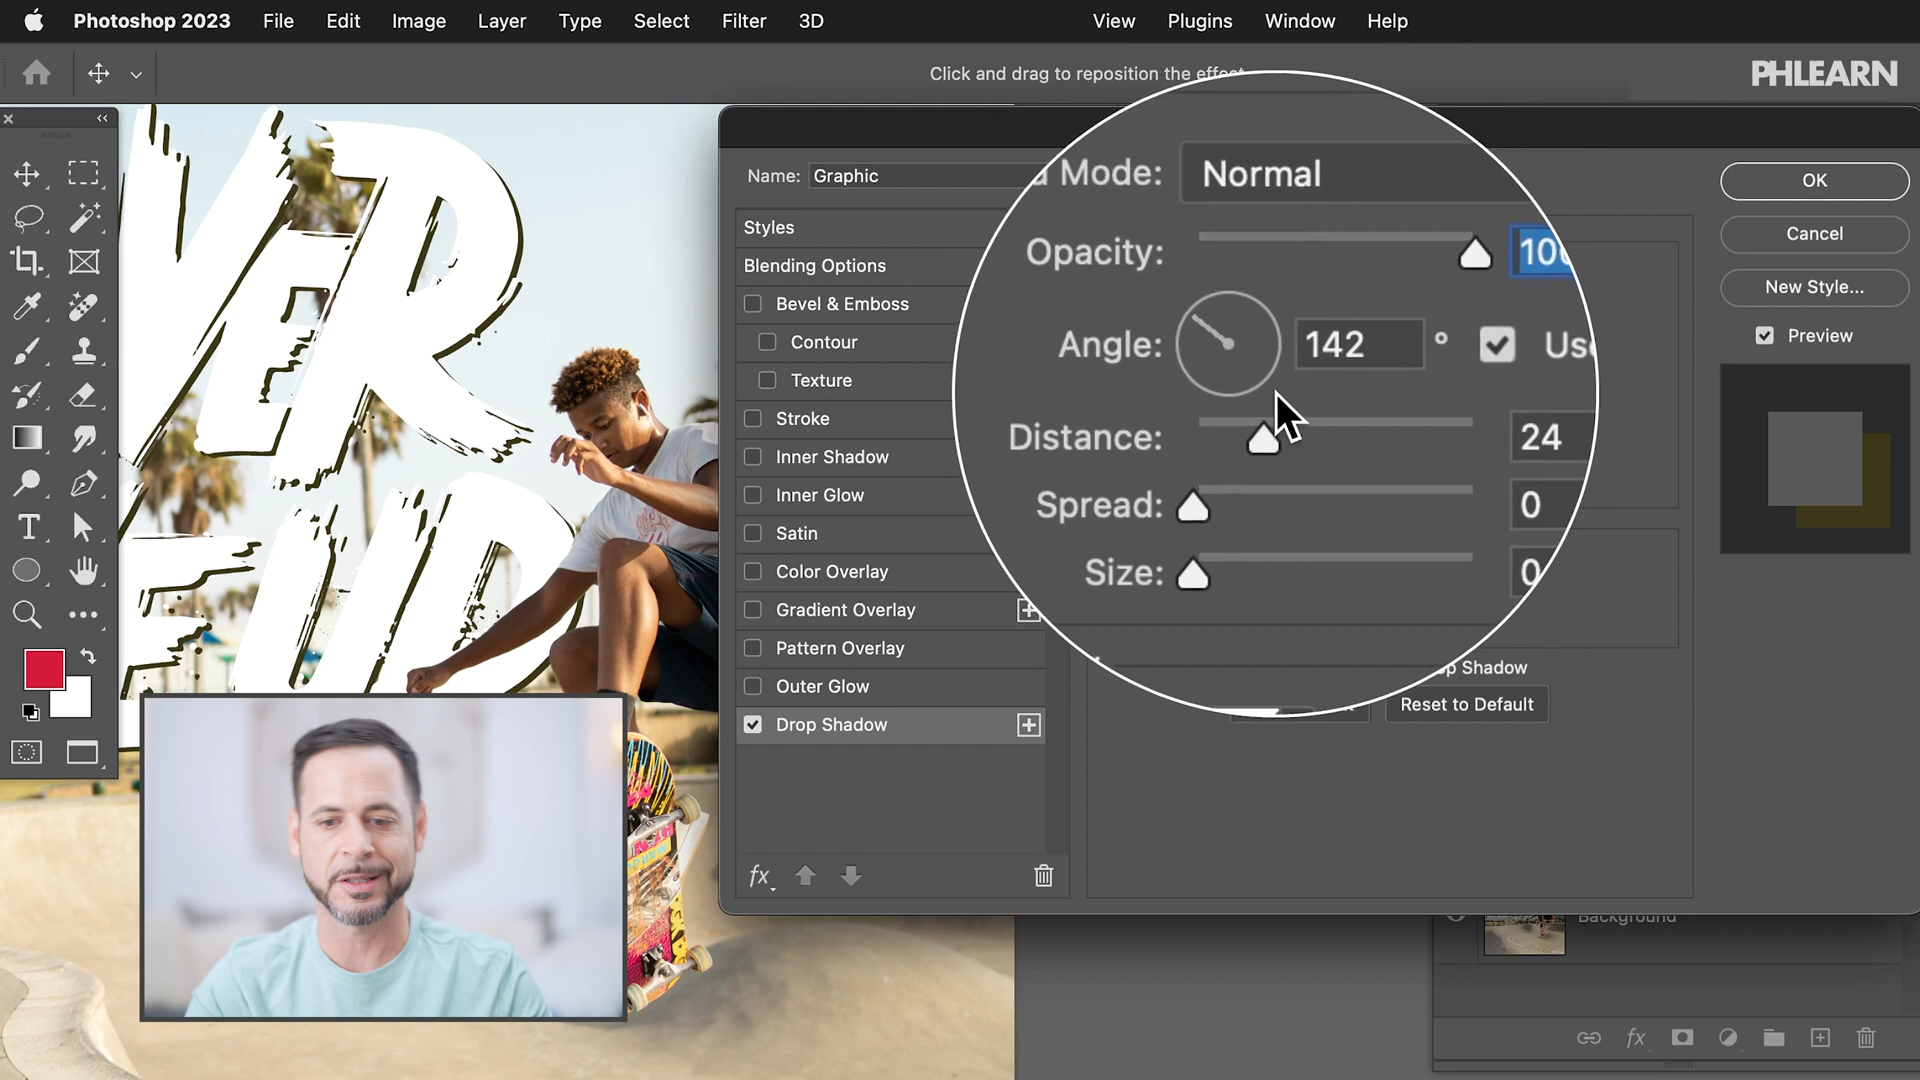 Photoshop 2023 File Edit Image Layer Type Select Filter 3D View Plugins Window Help
Click and drag to reposition the effect
PHLEARN
VER
Name: Graphic
Styles
Blending Options
Bevel & Emboss
Contour
Texture
Stroke
Inner Shadow
Inner Glow
Satin
Color Overlay
Gradient Overlay
Pattern Overlay
Outer Glow
Drop Shadow
fx
Mode: Normal
Opacity: 100
Angle: 142 ° Use
Distance: 24
Spread: 0
Size: 0
Shadow
Reset to Default
OK
Cancel
New Style...
Preview
Background
fx